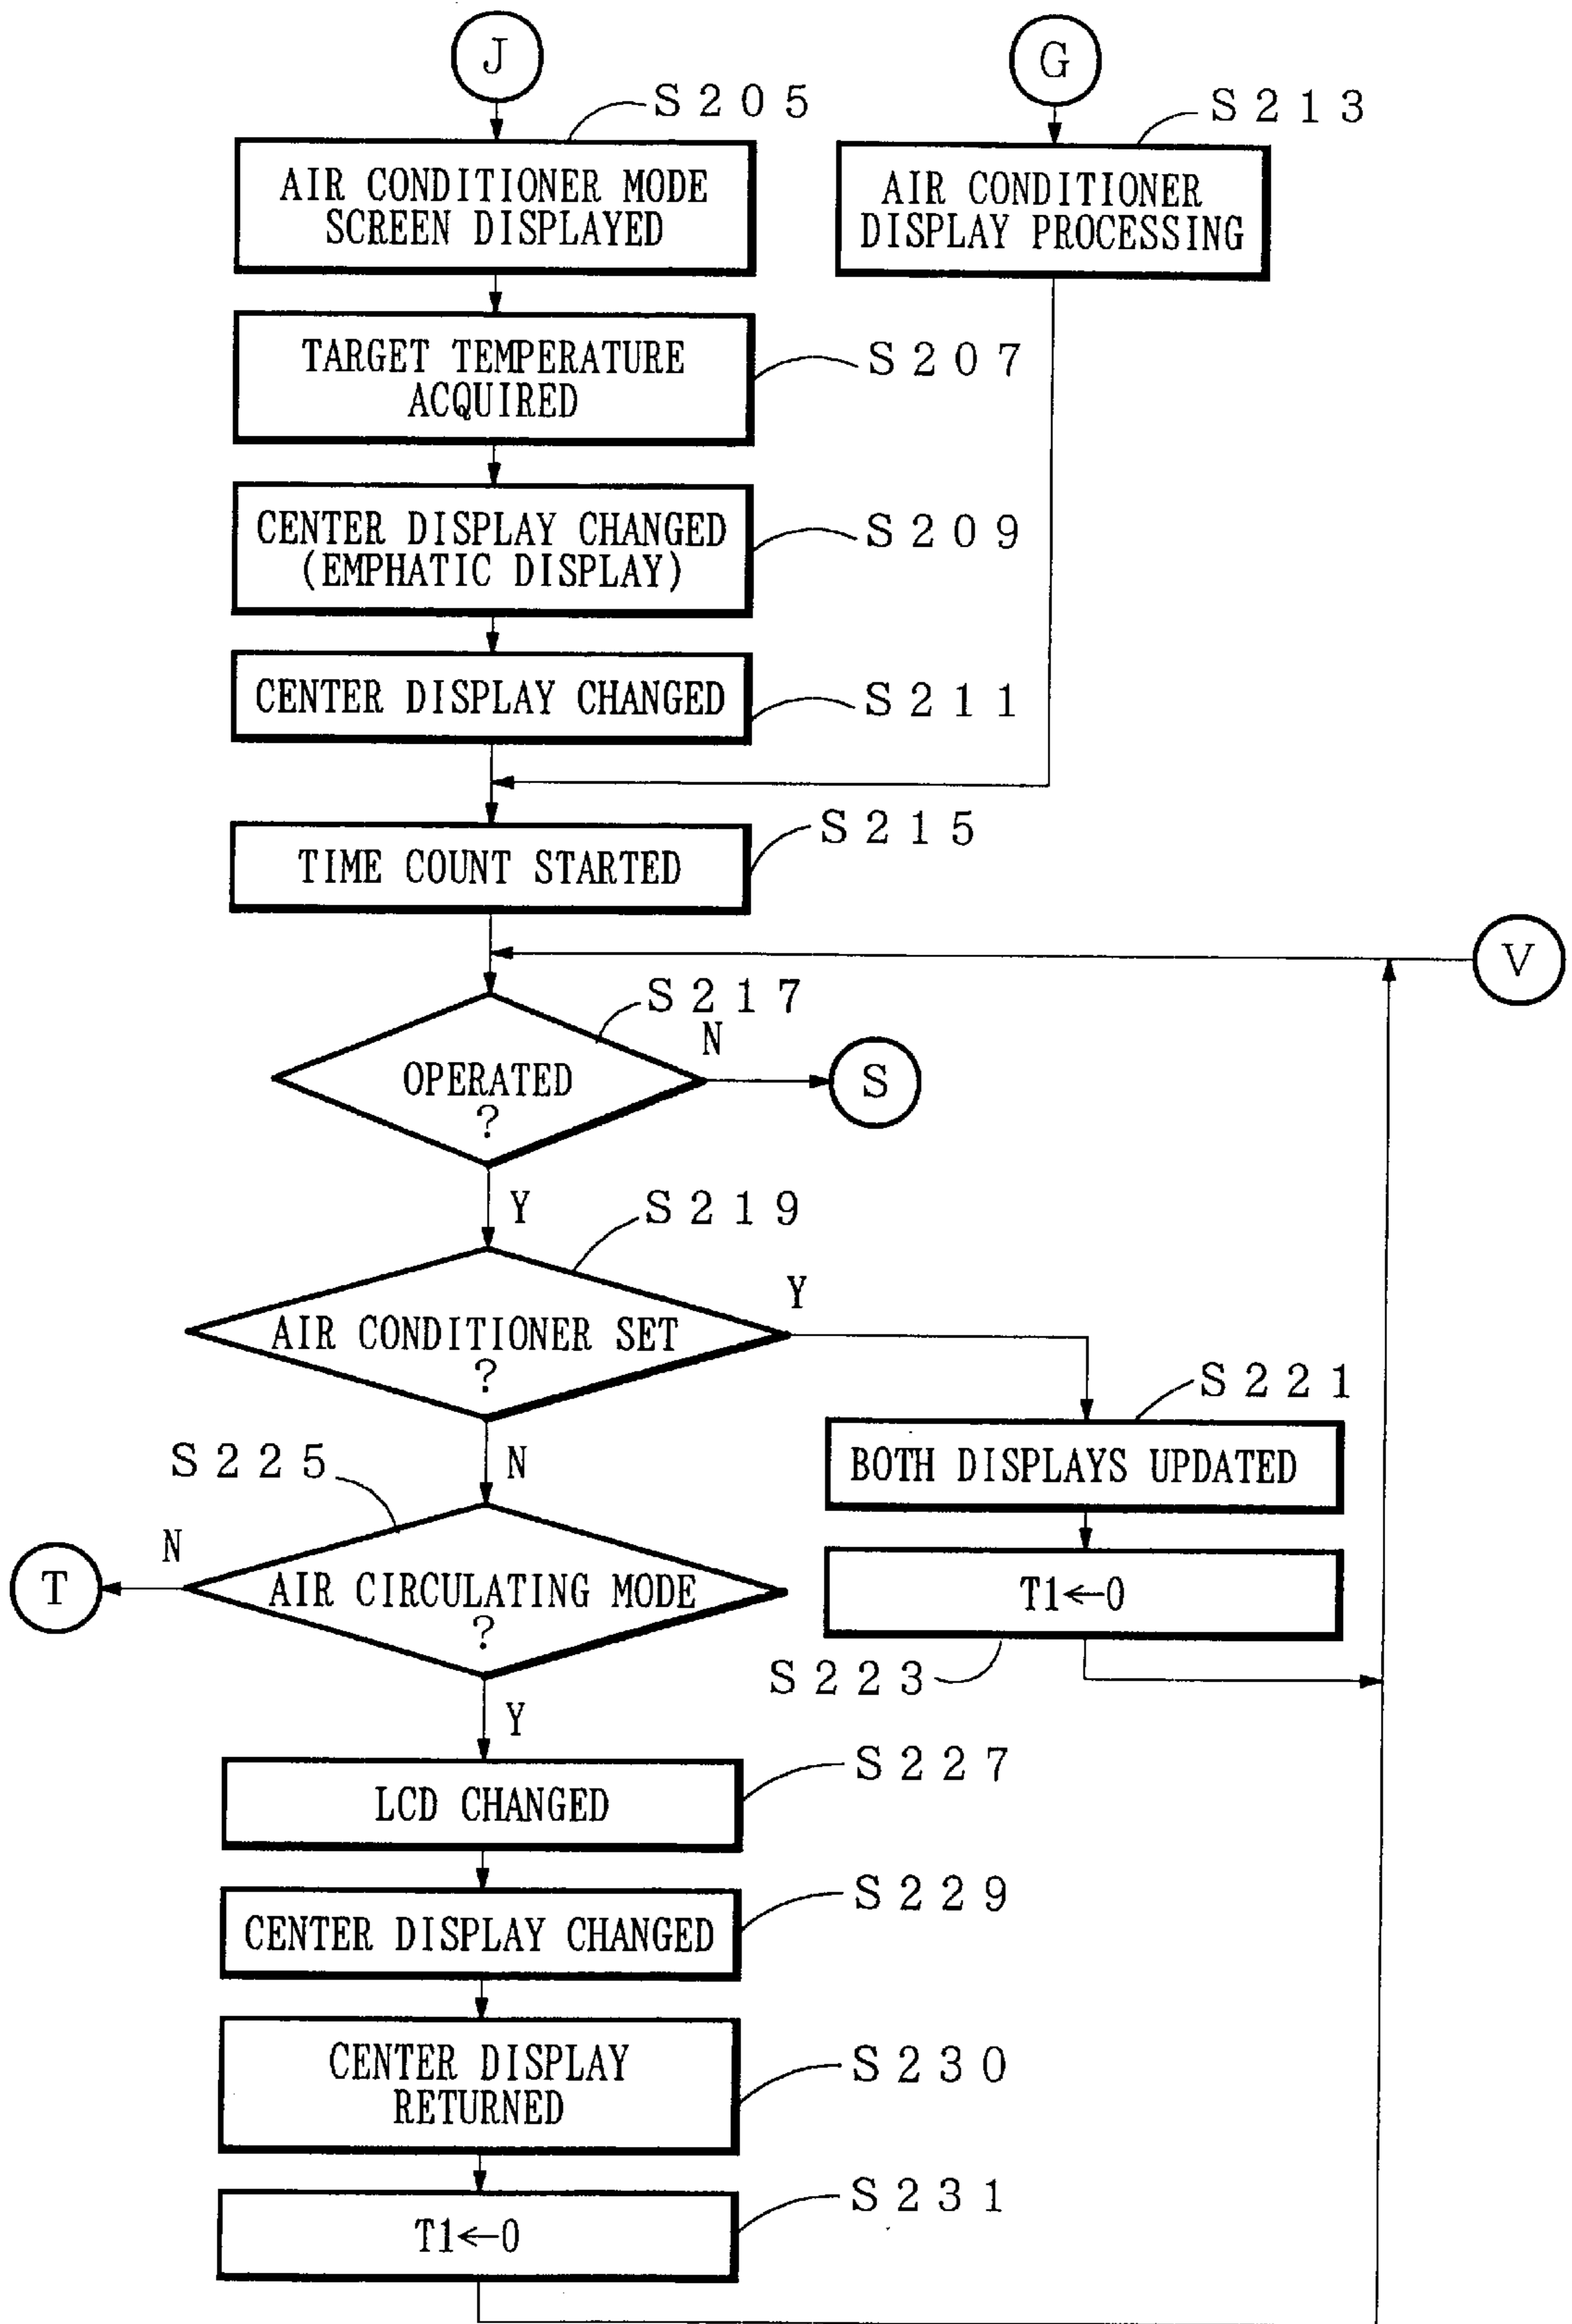 J
G
S205
S213
AIR CONDITIONER MODE
SCREEN DISPLAYED
AIR CONDITIONER
DISPLAY PROCESSING
TARGET TEMPERATURE
ACQUIRED
S207
CENTER DISPLAY CHANGED
(EMPHATIC DISPLAY)
S209
CENTER DISPLAY CHANGED
S211
S215
TIME COUNT STARTED
V
S217
N
OPERATED
?
S
Y
S219
Y
AIR CONDITIONER SET
?
S221
BOTH DISPLAYS UPDATED
N
S225
N
T
AIR CIRCULATING MODE
?
T1←0
S223
Y
S227
LCD CHANGED
S229
CENTER DISPLAY CHANGED
CENTER DISPLAY
RETURNED
S230
S231
T1←0